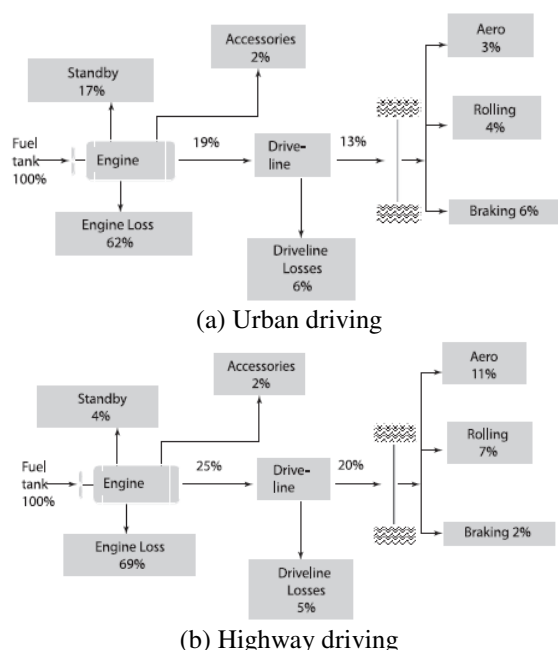 Accessories
2%
Standby
17%
Fuel
tank
100%
Engine
19%
Drive-
line
13%
Aero
3%
Rolling
4%
Braking 6%
Engine Loss
62%
Driveline
Losses
6%
(a) Urban driving
Accessories
2%
Standby
4%
Fuel
tank
100%
Engine
25%
Drive-
line
20%
Aero
11%
Rolling
7%
Braking 2%
Engine Loss
69%
Driveline
Losses
5%
(b) Highway driving